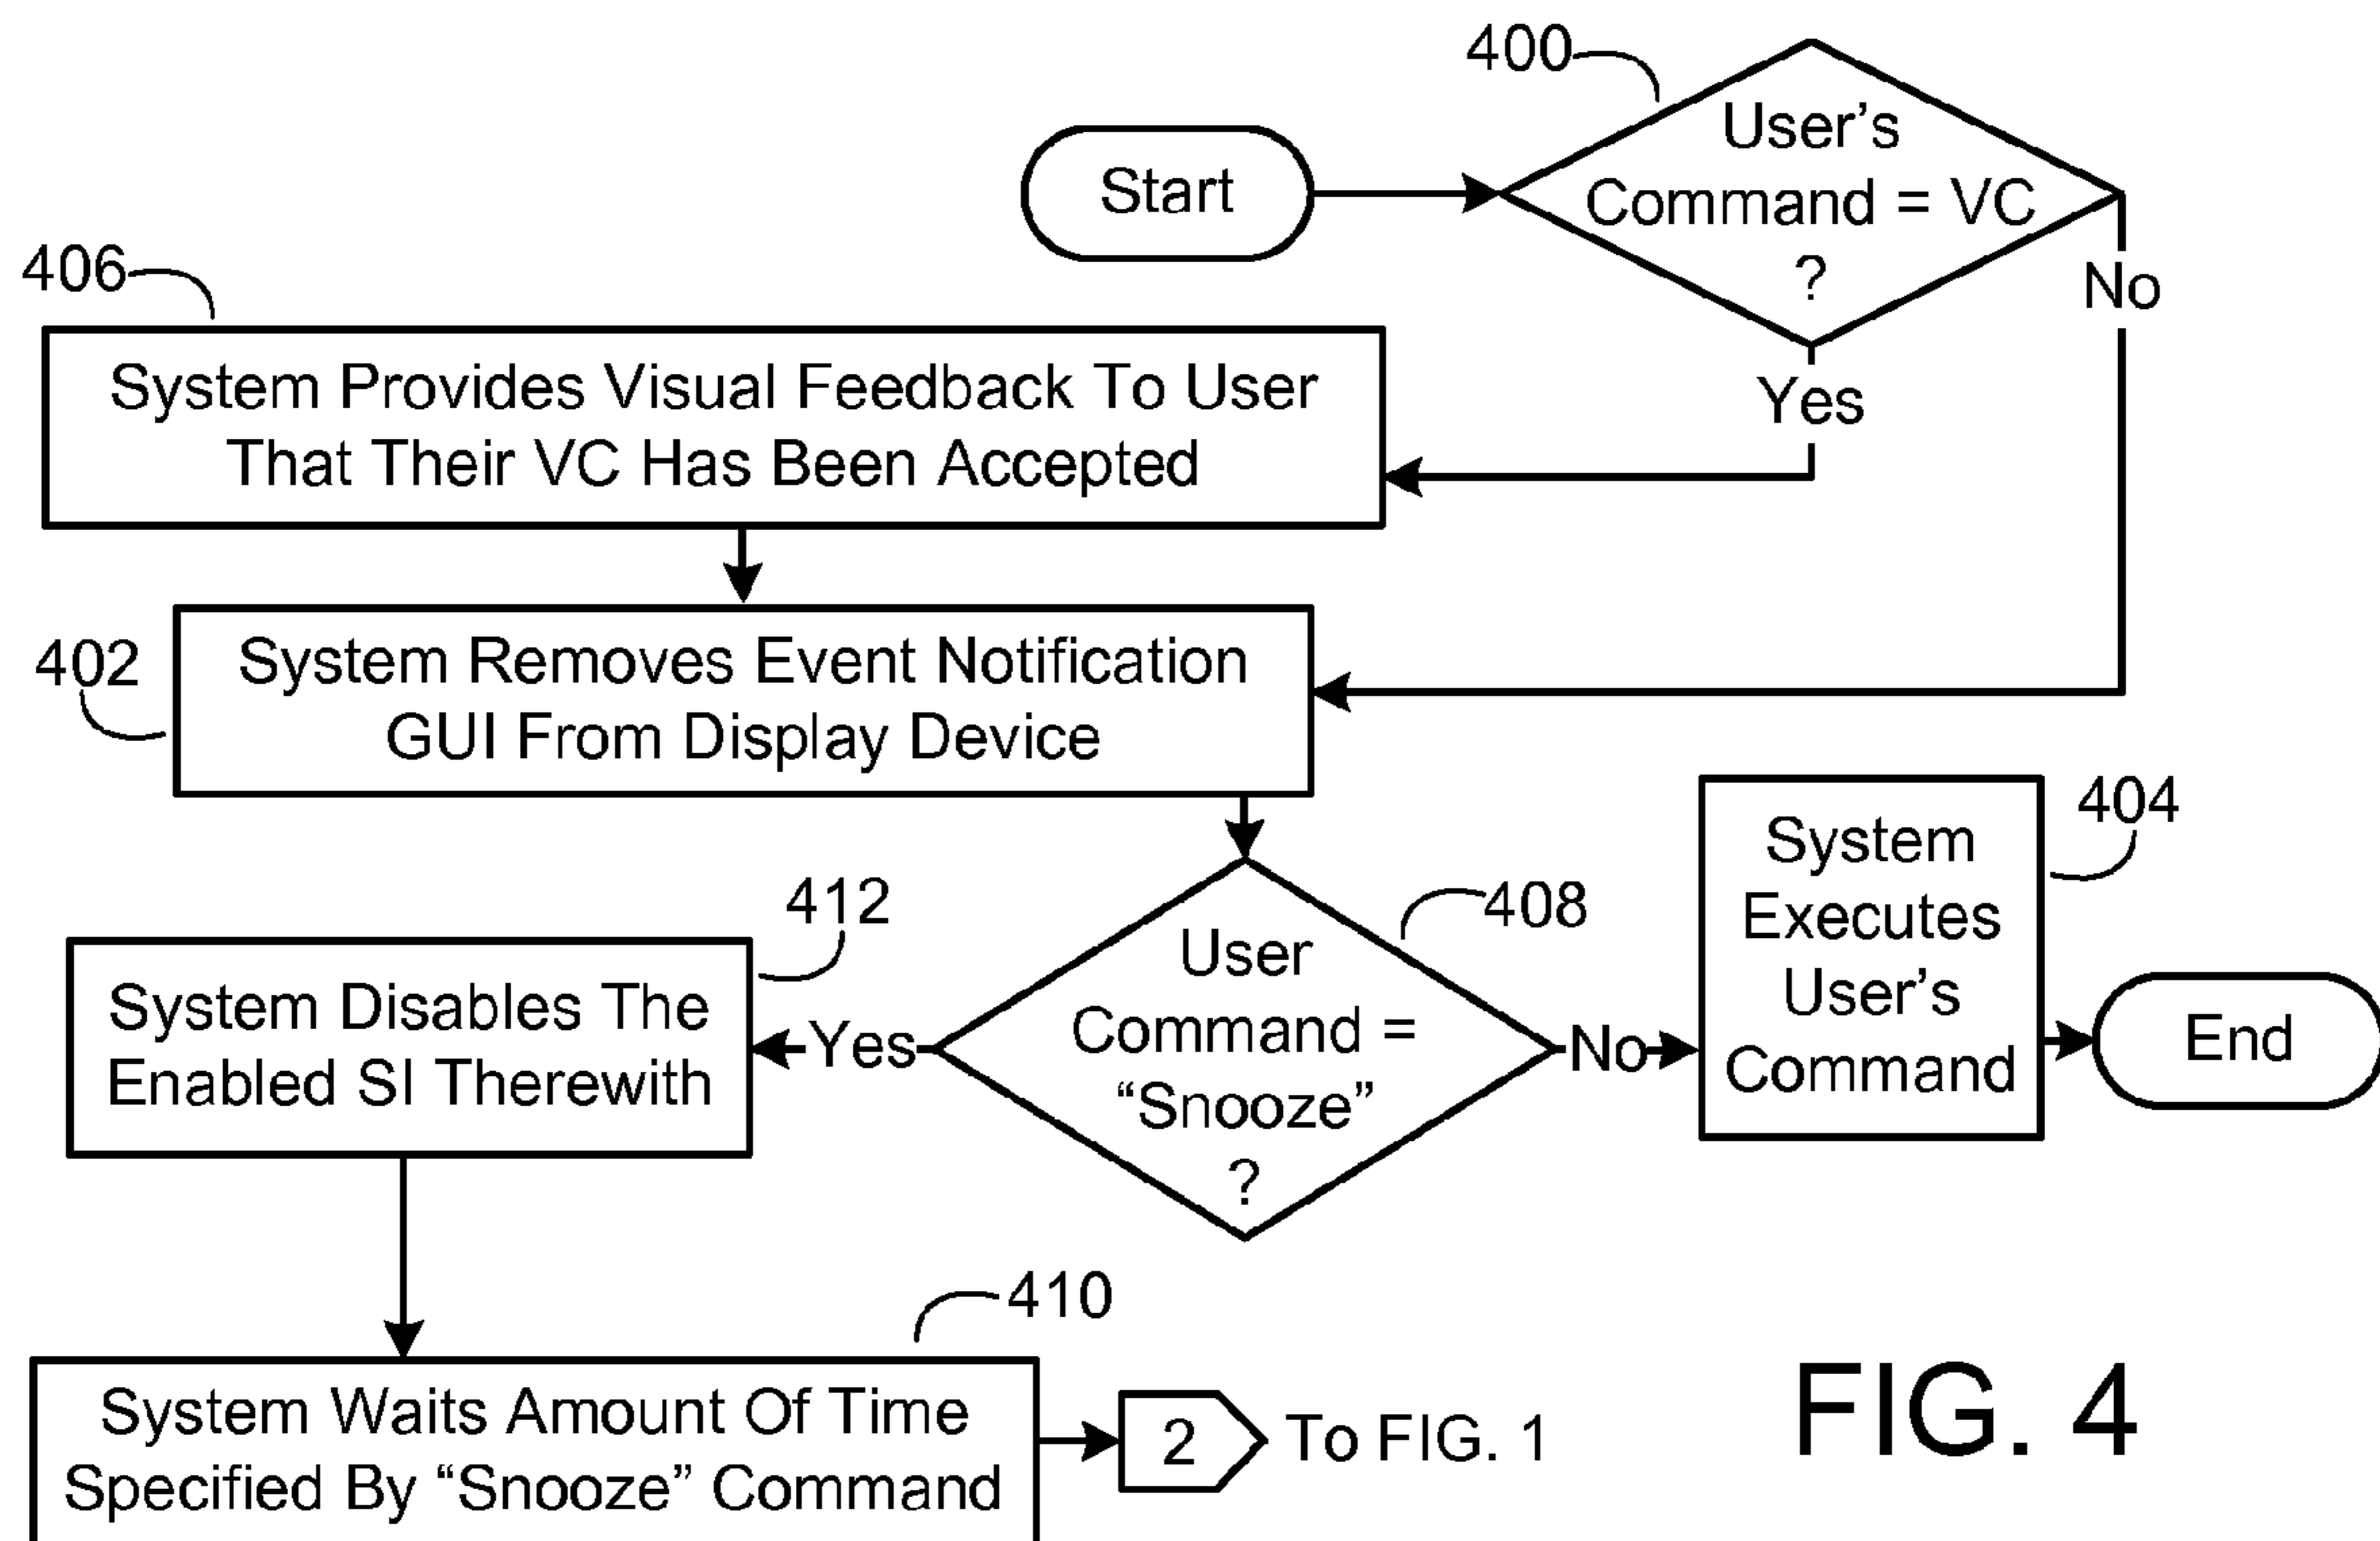 400
User's
Command = VC
?
Start
No
Yes
406
System Provides Visual Feedback To User
That Their VC Has Been Accepted
402
System Removes Event Notification
GUI From Display Device
404
System
Executes
User's
Command
412
408
User
Command =
“Snooze”
?
System Disables The
Enabled SI Therewith
Yes
No
End
410
System Waits Amount Of Time
Specified By “Snooze” Command
2
To FIG. 1
FIG. 4